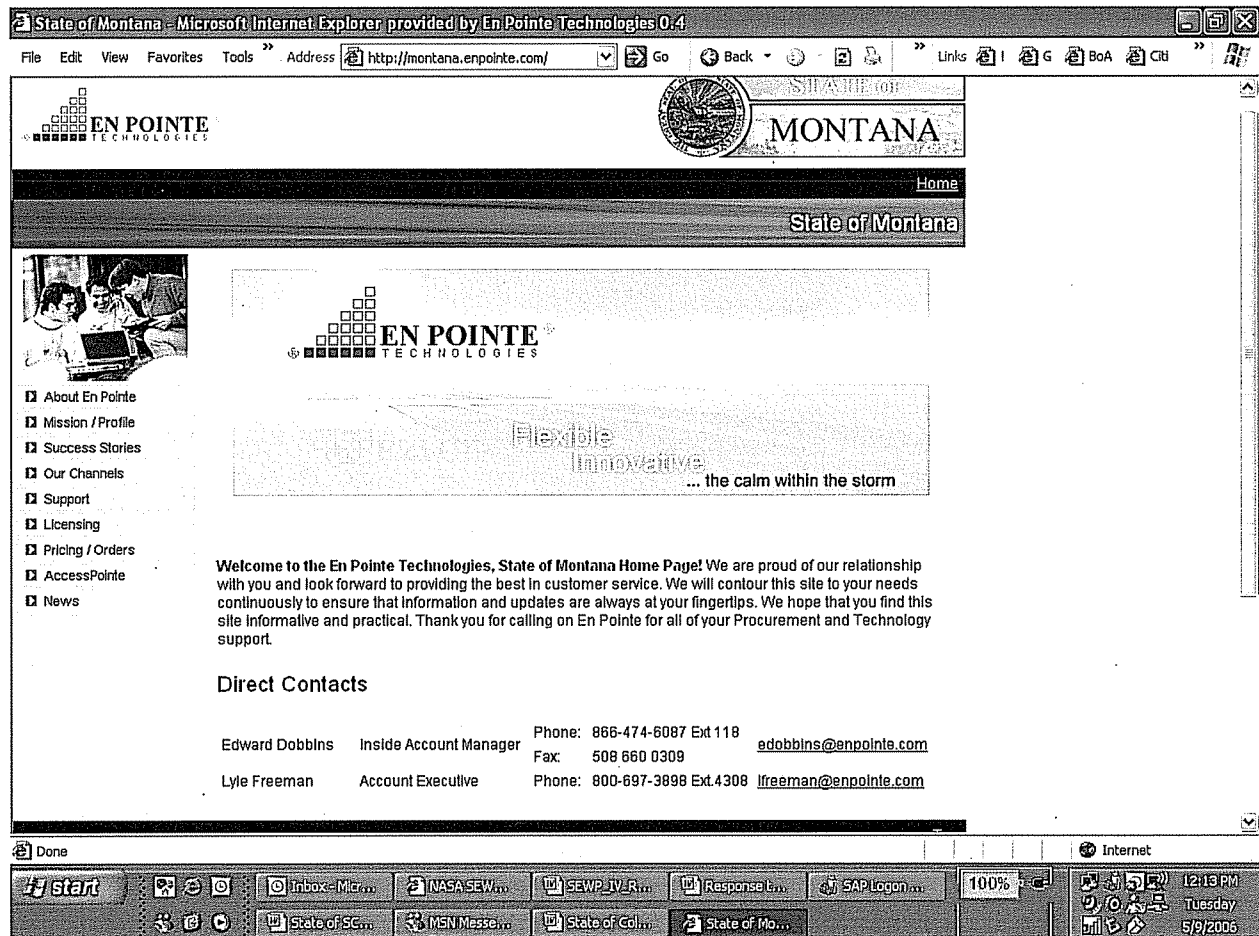 State of Montana - Microsoft Internet Explorer provided by En Pointe Technologies 0.4
File Edit View Favorites Tools » Address http://montana.enpointe.com/ Go Back » Links I G BoA Citi »
EN POINTE
TECHNOLOGIES
STATE OF
MONTANA
Home
State of Montana
EN POINTE
TECHNOLOGIES
Flexible
Innovative
... the calm within the storm
About En Pointe
Mission / Profile
Success Stories
Our Channels
Support
Licensing
Pricing / Orders
AccessPointe
News
Welcome to the En Pointe Technologies, State of Montana Home Page! We are proud of our relationship
with you and look forward to providing the best in customer service. We will contour this site to your needs
continuously to ensure that information and updates are always at your fingertips. We hope that you find this
site informative and practical. Thank you for calling on En Pointe for all of your Procurement and Technology
support.
Direct Contacts
Edward Dobbins Inside Account Manager Phone: 866-474-6087 Ext 118 edobbins@enpointe.com
Fax: 508 660 0309
Lyle Freeman Account Executive Phone: 800-697-3898 Ext.4308 lfreeman@enpointe.com
Done Internet
start Inbox - Micr... NASA SEW... SEWP_IV_R... Response t... SAP Logon ... 100% 12:13 PM
Tuesday
State of SC... MSN Messe... State of Col... State of Mo... 5/9/2006